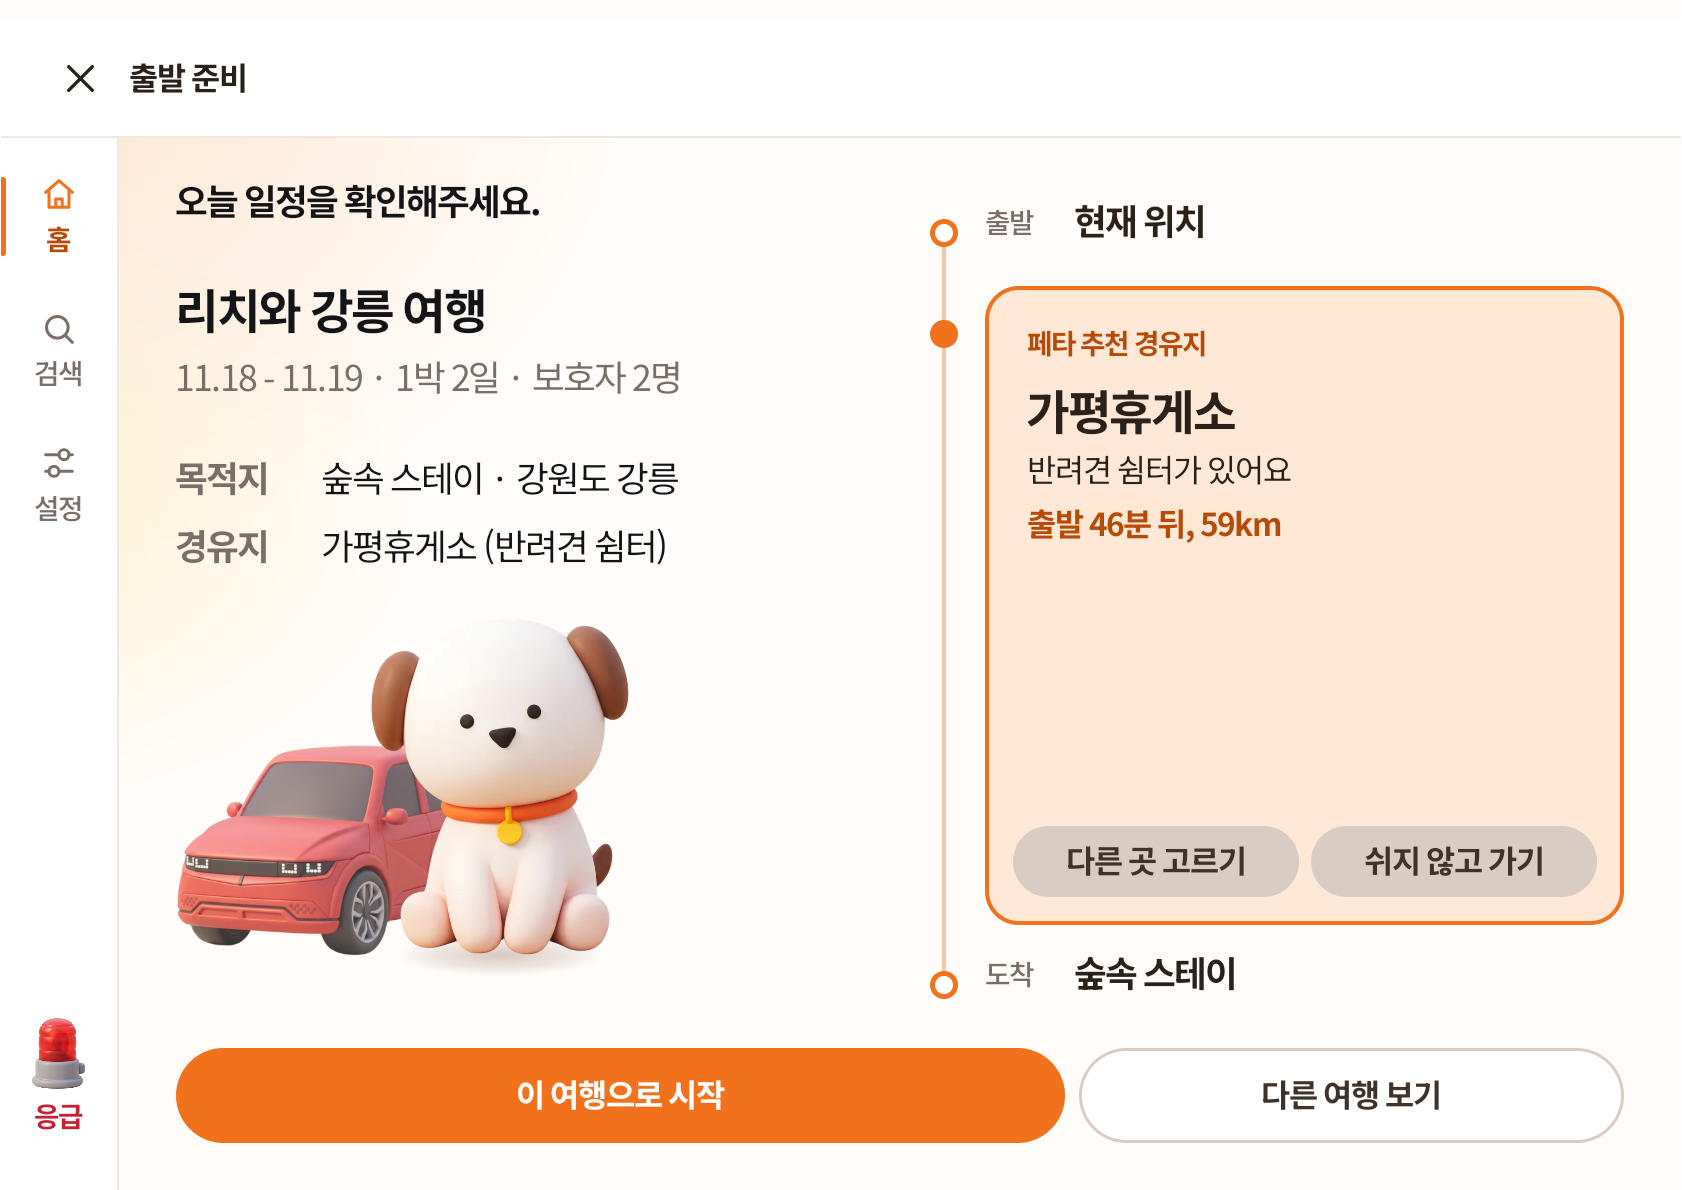 출발 준비
홈
검색
설정
응급
오늘 일정을 확인해주세요.
리치와 강릉 여행
11.18 - 11.19 · 1박 2일 · 보호자 2명
목적지 숲속 스테이 · 강원도 강릉
경유지 가평휴게소 (반려견 쉼터)
출발 현재 위치
페타 추천 경유지
가평휴게소
반려견 쉼터가 있어요
출발 46분 뒤, 59km
다른 곳 고르기
쉬지 않고 가기
도착 숲속 스테이
이 여행으로 시작
다른 여행 보기